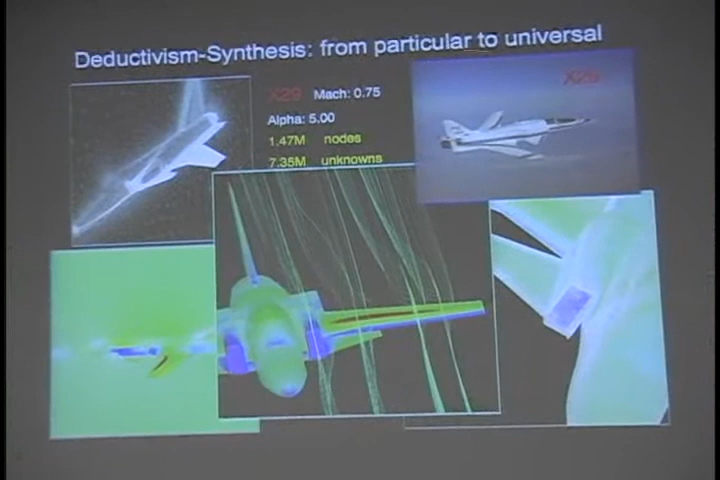 Deductivism-Synthesis: from particular to universal
X29 Mach: 0.75
Alpha: 5.00
1.47M nodes
7.35M unknowns
X29